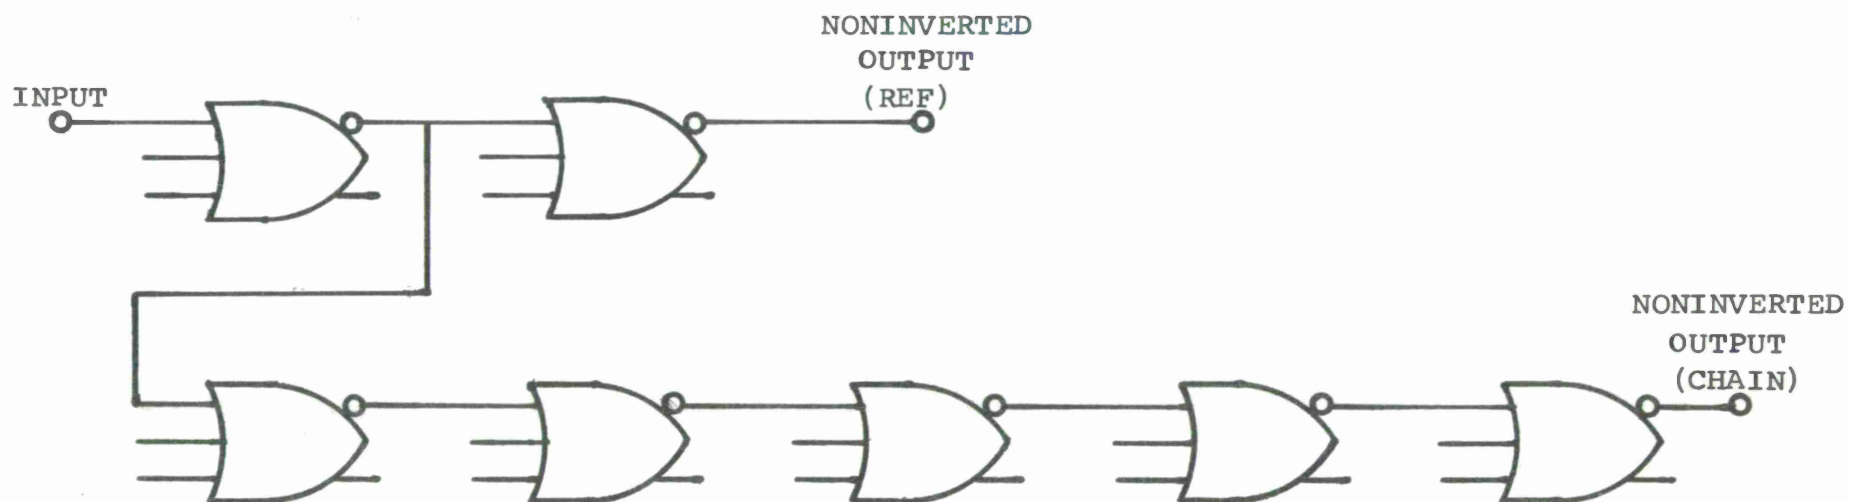 NONINVERTED
OUTPUT
(REF)
INPUT
NONINVERTED
OUTPUT
(CHAIN)